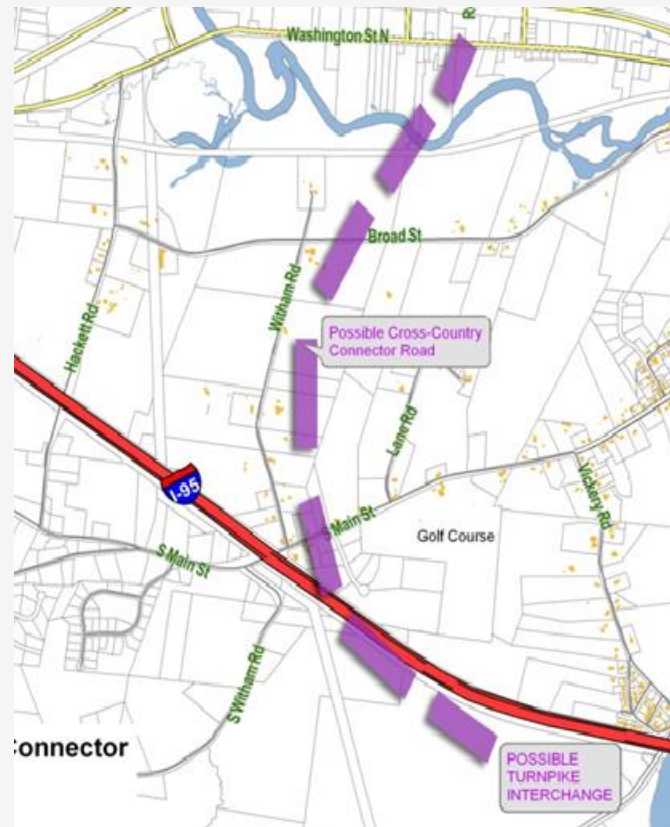 Washington St N
Broad St
Witham Rd
Hackett Rd
Possible Cross-Country
Connector Road
Lane Rd
I-95
S Main St
Golf Course
Vickery Rd
S Main St
S Witham Rd
Connector
POSSIBLE
TURNPIKE
INTERCHANGE